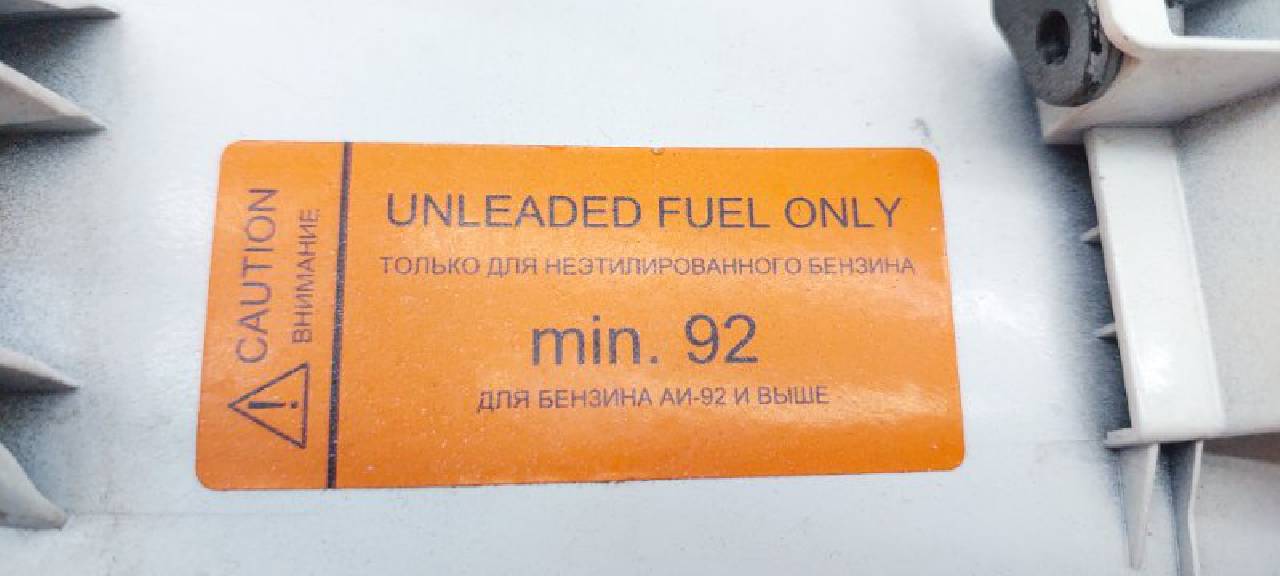 CAUTION
ВНИМАНИЕ
UNLEADED FUEL ONLY
ТОЛЬКО ДЛЯ НЕЭТИЛИРОВАННОГО БЕНЗИНА
min. 92
ДЛЯ БЕНЗИНА АИ-92 И ВЫШЕ